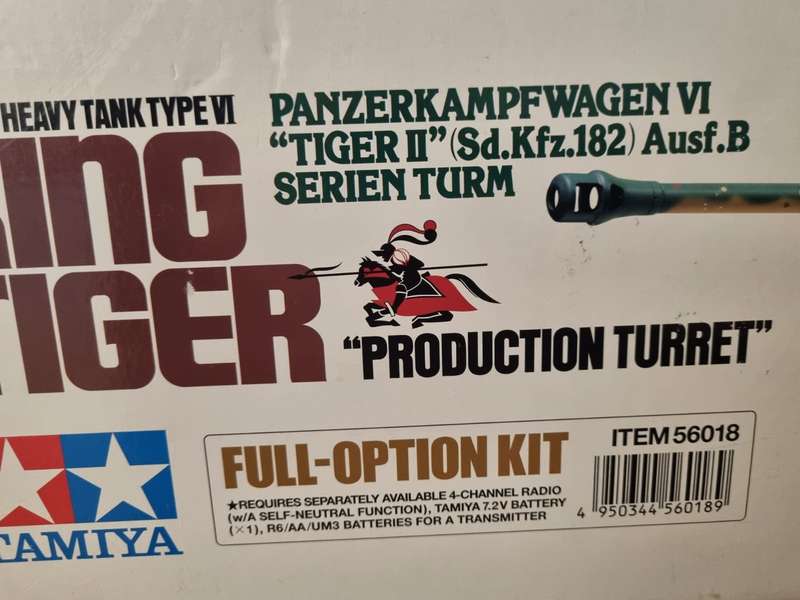 HEAVY TANK TYPE VI
KING
TIGER
PANZERKAMPFWAGEN VI
“TIGER II” (Sd.Kfz.182) Ausf.B
SERIEN TURM
“PRODUCTION TURRET”
TAMIYA
FULL-OPTION KIT
ITEM 56018
★REQUIRES SEPARATELY AVAILABLE 4-CHANNEL RADIO
(w/A SELF-NEUTRAL FUNCTION), TAMIYA 7.2V BATTERY
(×1), R6/AA/UM3 BATTERIES FOR A TRANSMITTER
4 950344 560189